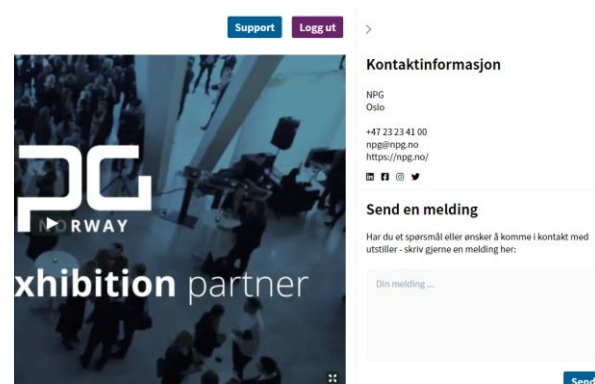 Support
Logg ut
PG
NORWAY
xhibition partner
Kontaktinformasjon
NPG
Oslo
+47 23 23 41 00
npg@npg.no
https://npg.no/
Send en melding
Har du et spørsmål eller ønsker å komme i kontakt med
utstiller - skriv gjerne en melding her:
Din melding ...
Send